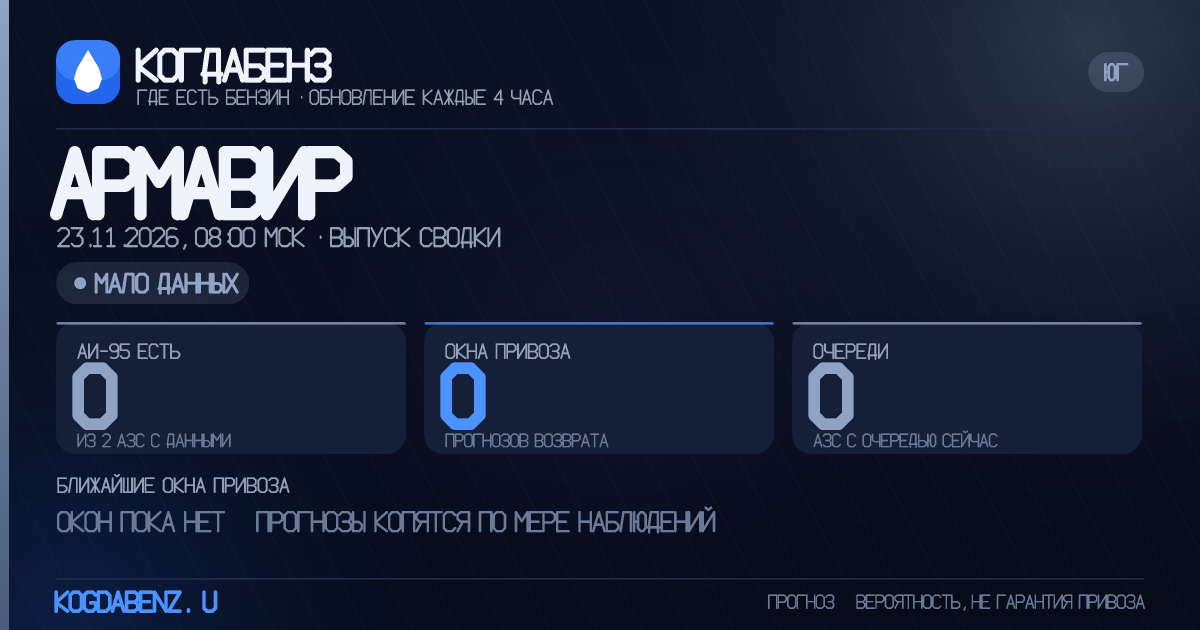 КОГДАБЕНЗ
ГДЕ ЕСТЬ БЕНЗИН · ОБНОВЛЕНИЕ КАЖДЫЕ 4 ЧАСА
ЮГ
АРМАВИР
23.11.2026, 08:00 МСК · ВЫПУСК СВОДКИ
МАЛО ДАННЫХ
АИ-95 ЕСТЬ
0
ИЗ 2 АЗС С ДАННЫМИ
ОКНА ПРИВОЗА
0
ПРОГНОЗОВ ВОЗВРАТА
ОЧЕРЕДИ
0
АЗС С ОЧЕРЕДЬЮ СЕЙЧАС
БЛИЖАЙШИЕ ОКНА ПРИВОЗА
ОКОН ПОКА НЕТ ПРОГНОЗЫ КОПЯТСЯ ПО МЕРЕ НАБЛЮДЕНИЙ
KOGDABENZ. U
ПРОГНОЗ ВЕРОЯТНОСТЬ, НЕ ГАРАНТИЯ ПРИВОЗА